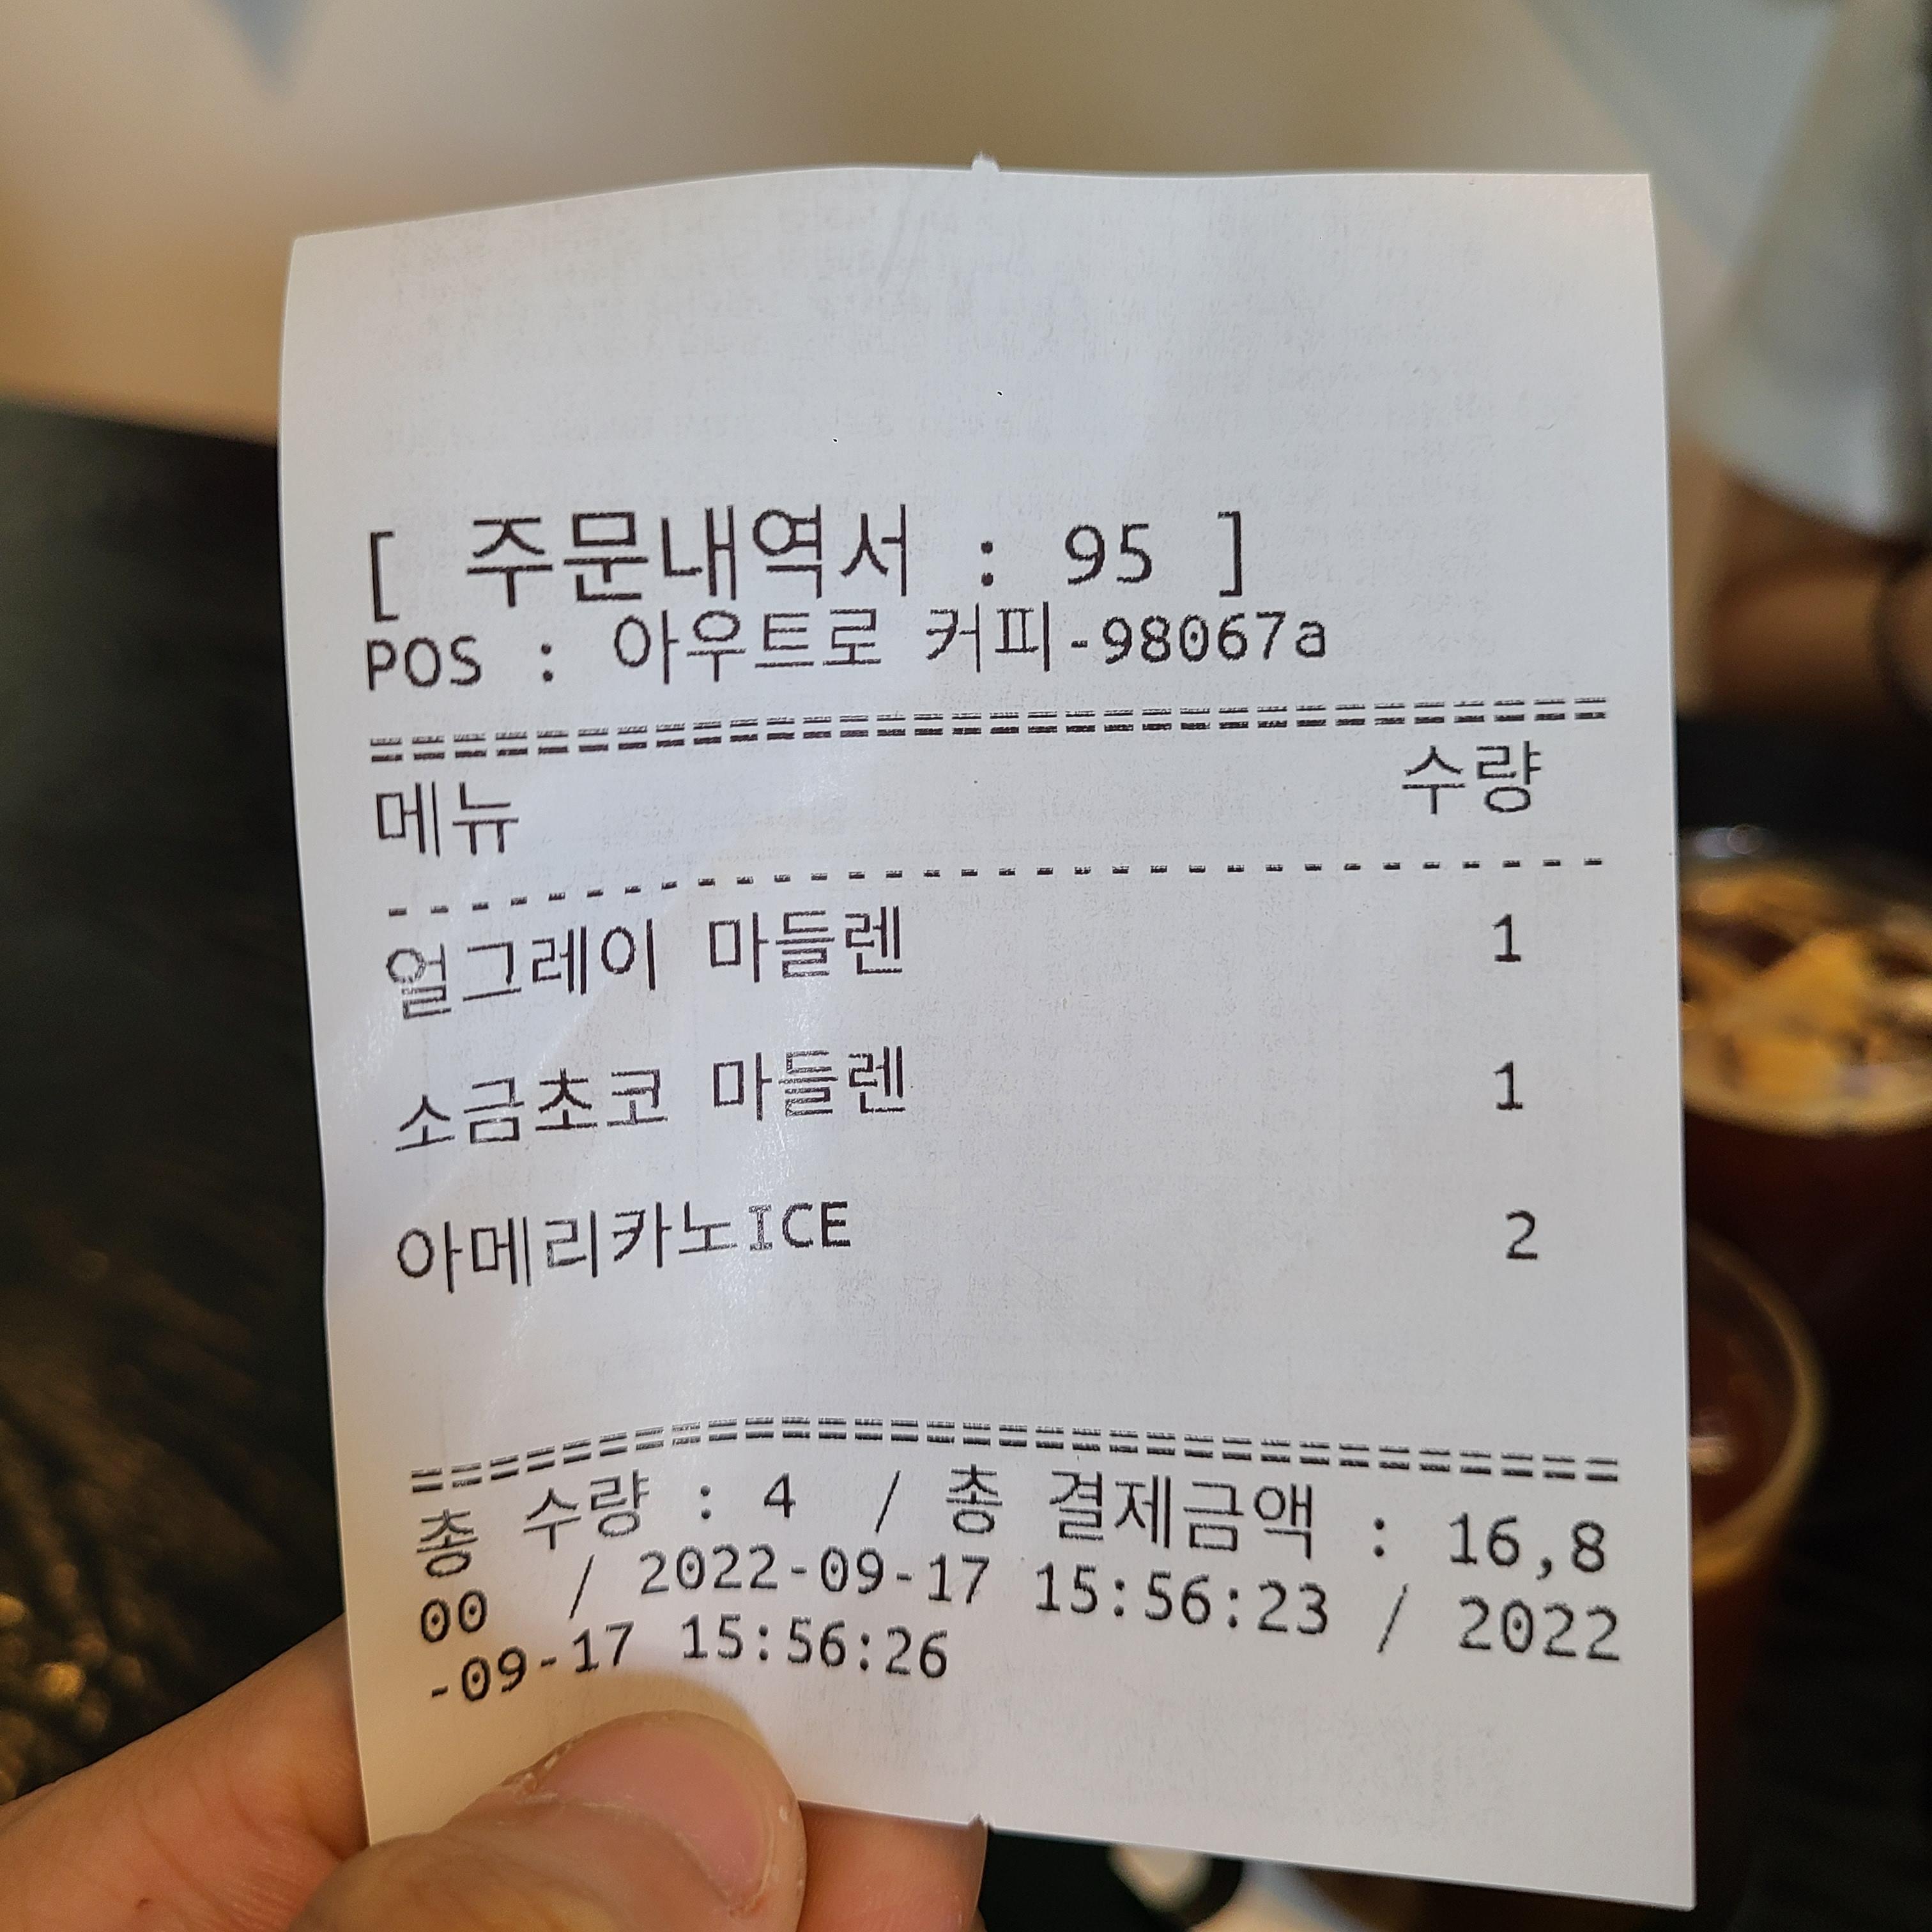 [ 주문내역서 : 95 ]
POS : 아우트로 커피-98067a
==================================
메뉴 수량
----------------------------------
얼그레이 마들렌 1
소금초코 마들렌 1
아메리카노ICE 2
==================================
총 수량 : 4 / 총 결제금액 : 16,8
00 / 2022-09-17 15:56:23 / 2022
-09-17 15:56:26